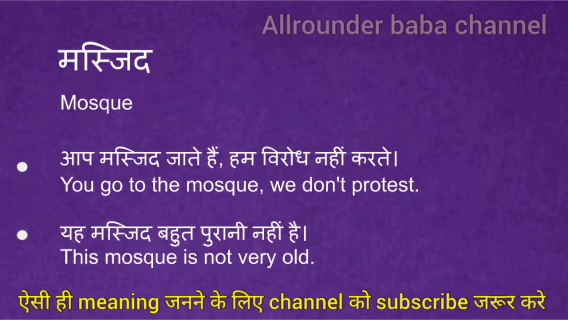 Allrounder baba channel
मस्जिद
Mosque
आप मस्जिद जाते हैं, हम विरोध नहीं करते।
You go to the mosque, we don't protest.
यह मस्जिद बहुत पुरानी नहीं है।
This mosque is not very old.
ऐसी ही meaning जनने के लिए channel को subscribe जरूर करे